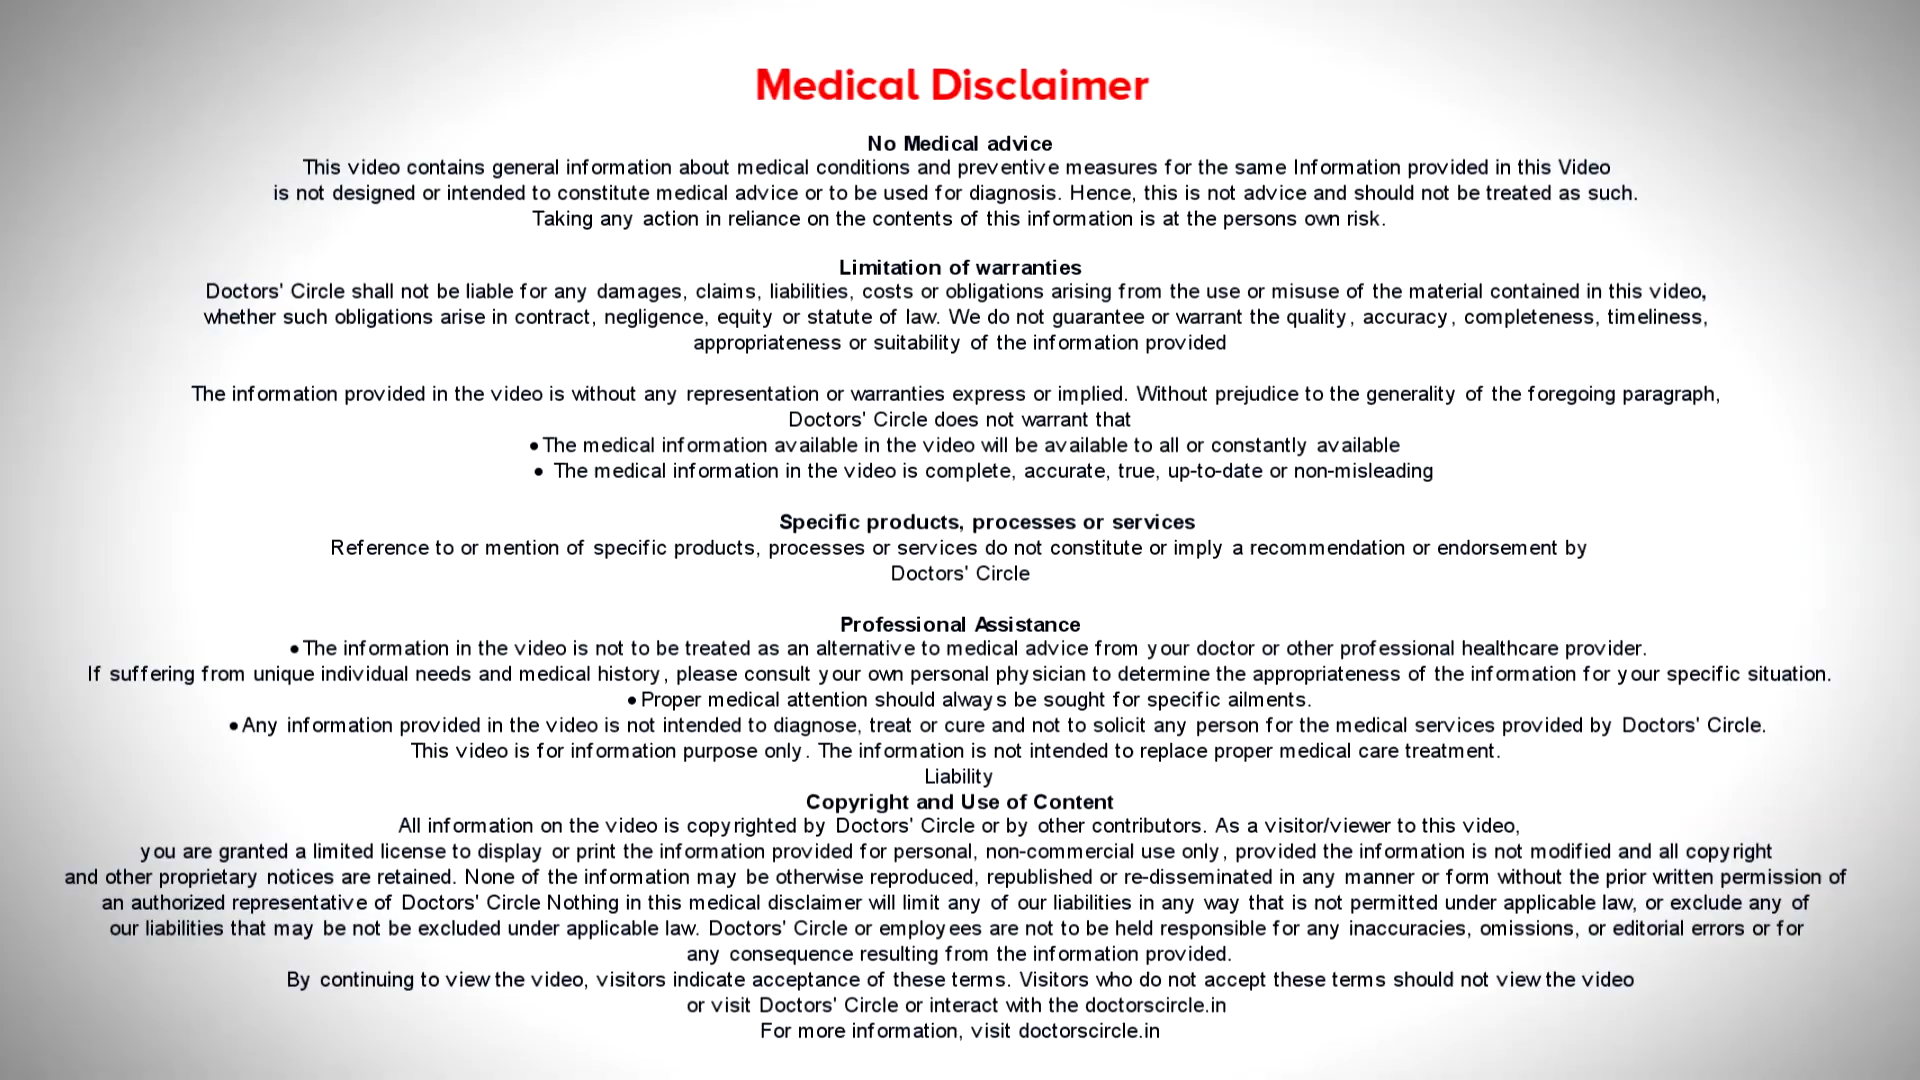 Medical Disclaimer
No Medical advice
This video contains general information about medical conditions and preventive measures for the same Information provided in this Video
is not designed or intended to constitute medical advice or to be used for diagnosis. Hence, this is not advice and should not be treated as such.
Taking any action in reliance on the contents of this information is at the persons own risk.
Limitation of warranties
Doctors' Circle shall not be liable for any damages, claims, liabilities, costs or obligations arising from the use or misuse of the material contained in this video,
whether such obligations arise in contract, negligence, equity or statute of law. We do not guarantee or warrant the quality, accuracy, completeness, timeliness,
appropriateness or suitability of the information provided
The information provided in the video is without any representation or warranties express or implied. Without prejudice to the generality of the foregoing paragraph,
Doctors' Circle does not warrant that
• The medical information available in the video will be available to all or constantly available
• The medical information in the video is complete, accurate, true, up-to-date or non-misleading
Specific products, processes or services
Reference to or mention of specific products, processes or services do not constitute or imply a recommendation or endorsement by
Doctors' Circle
Professional Assistance
• The information in the video is not to be treated as an alternative to medical advice from your doctor or other professional healthcare provider.
If suffering from unique individual needs and medical history, please consult your own personal physician to determine the appropriateness of the information for your specific situation.
• Proper medical attention should always be sought for specific ailments.
• Any information provided in the video is not intended to diagnose, treat or cure and not to solicit any person for the medical services provided by Doctors' Circle.
This video is for information purpose only. The information is not intended to replace proper medical care treatment.
Liability
Copyright and Use of Content
All information on the video is copyrighted by Doctors' Circle or by other contributors. As a visitor/viewer to this video,
you are granted a limited license to display or print the information provided for personal, non-commercial use only, provided the information is not modified and all copyright
and other proprietary notices are retained. None of the information may be otherwise reproduced, republished or re-disseminated in any manner or form without the prior written permission of
an authorized representative of Doctors' Circle Nothing in this medical disclaimer will limit any of our liabilities in any way that is not permitted under applicable law, or exclude any of
our liabilities that may be not be excluded under applicable law. Doctors' Circle or employees are not to be held responsible for any inaccuracies, omissions, or editorial errors or for
any consequence resulting from the information provided.
By continuing to view the video, visitors indicate acceptance of these terms. Visitors who do not accept these terms should not view the video
or visit Doctors' Circle or interact with the doctorscircle.in
For more information, visit doctorscircle.in